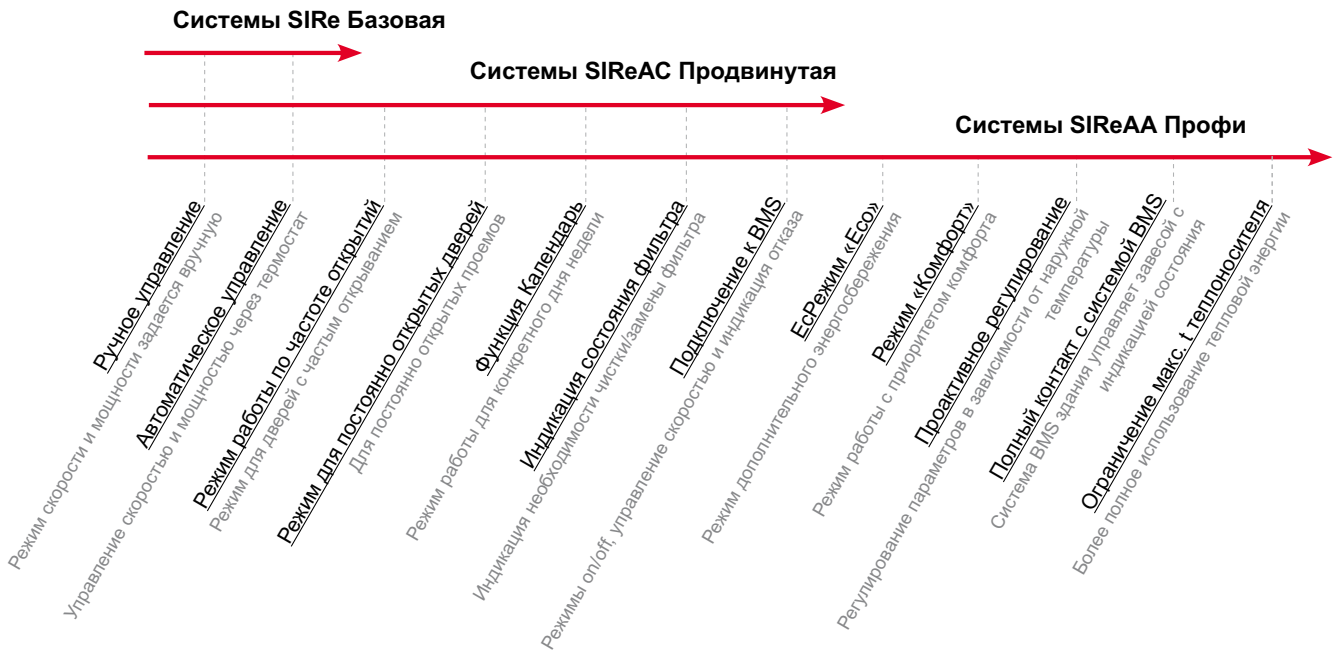 Системы SIRe Базовая
Системы SIReAC Продвинутая
Системы SIReAA Профи
Ручное управление
Режим скорости и мощности задается вручную
Автоматическое управление
Управление скоростью и мощностью через термостат
Режим работы по частоте открытий
Режим для дверей с частым открыванием
Режим для постоянно открытых дверей
Для постоянно открытых проемов
Функция Календарь
Режим работы для конкретного дня недели
Индикация состояния фильтра
Индикация необходимости чистки/замены фильтра
Подключение к BMS
Режимы on/off, управление скоростью и индикация отказа
EcРежим «Eco»
Режим дополнительного энергосбережения
Режим «Комфорт»
Режим работы с приоритетом комфорта
Проактивное регулирование
Регулирование параметров в зависимости от наружной
температуры
Полный контакт с системой BMS
Система BMS здания управляет завесой с
индикацией состояния
Ограничение макс. t теплоносителя
Более полное использование тепловой энергии